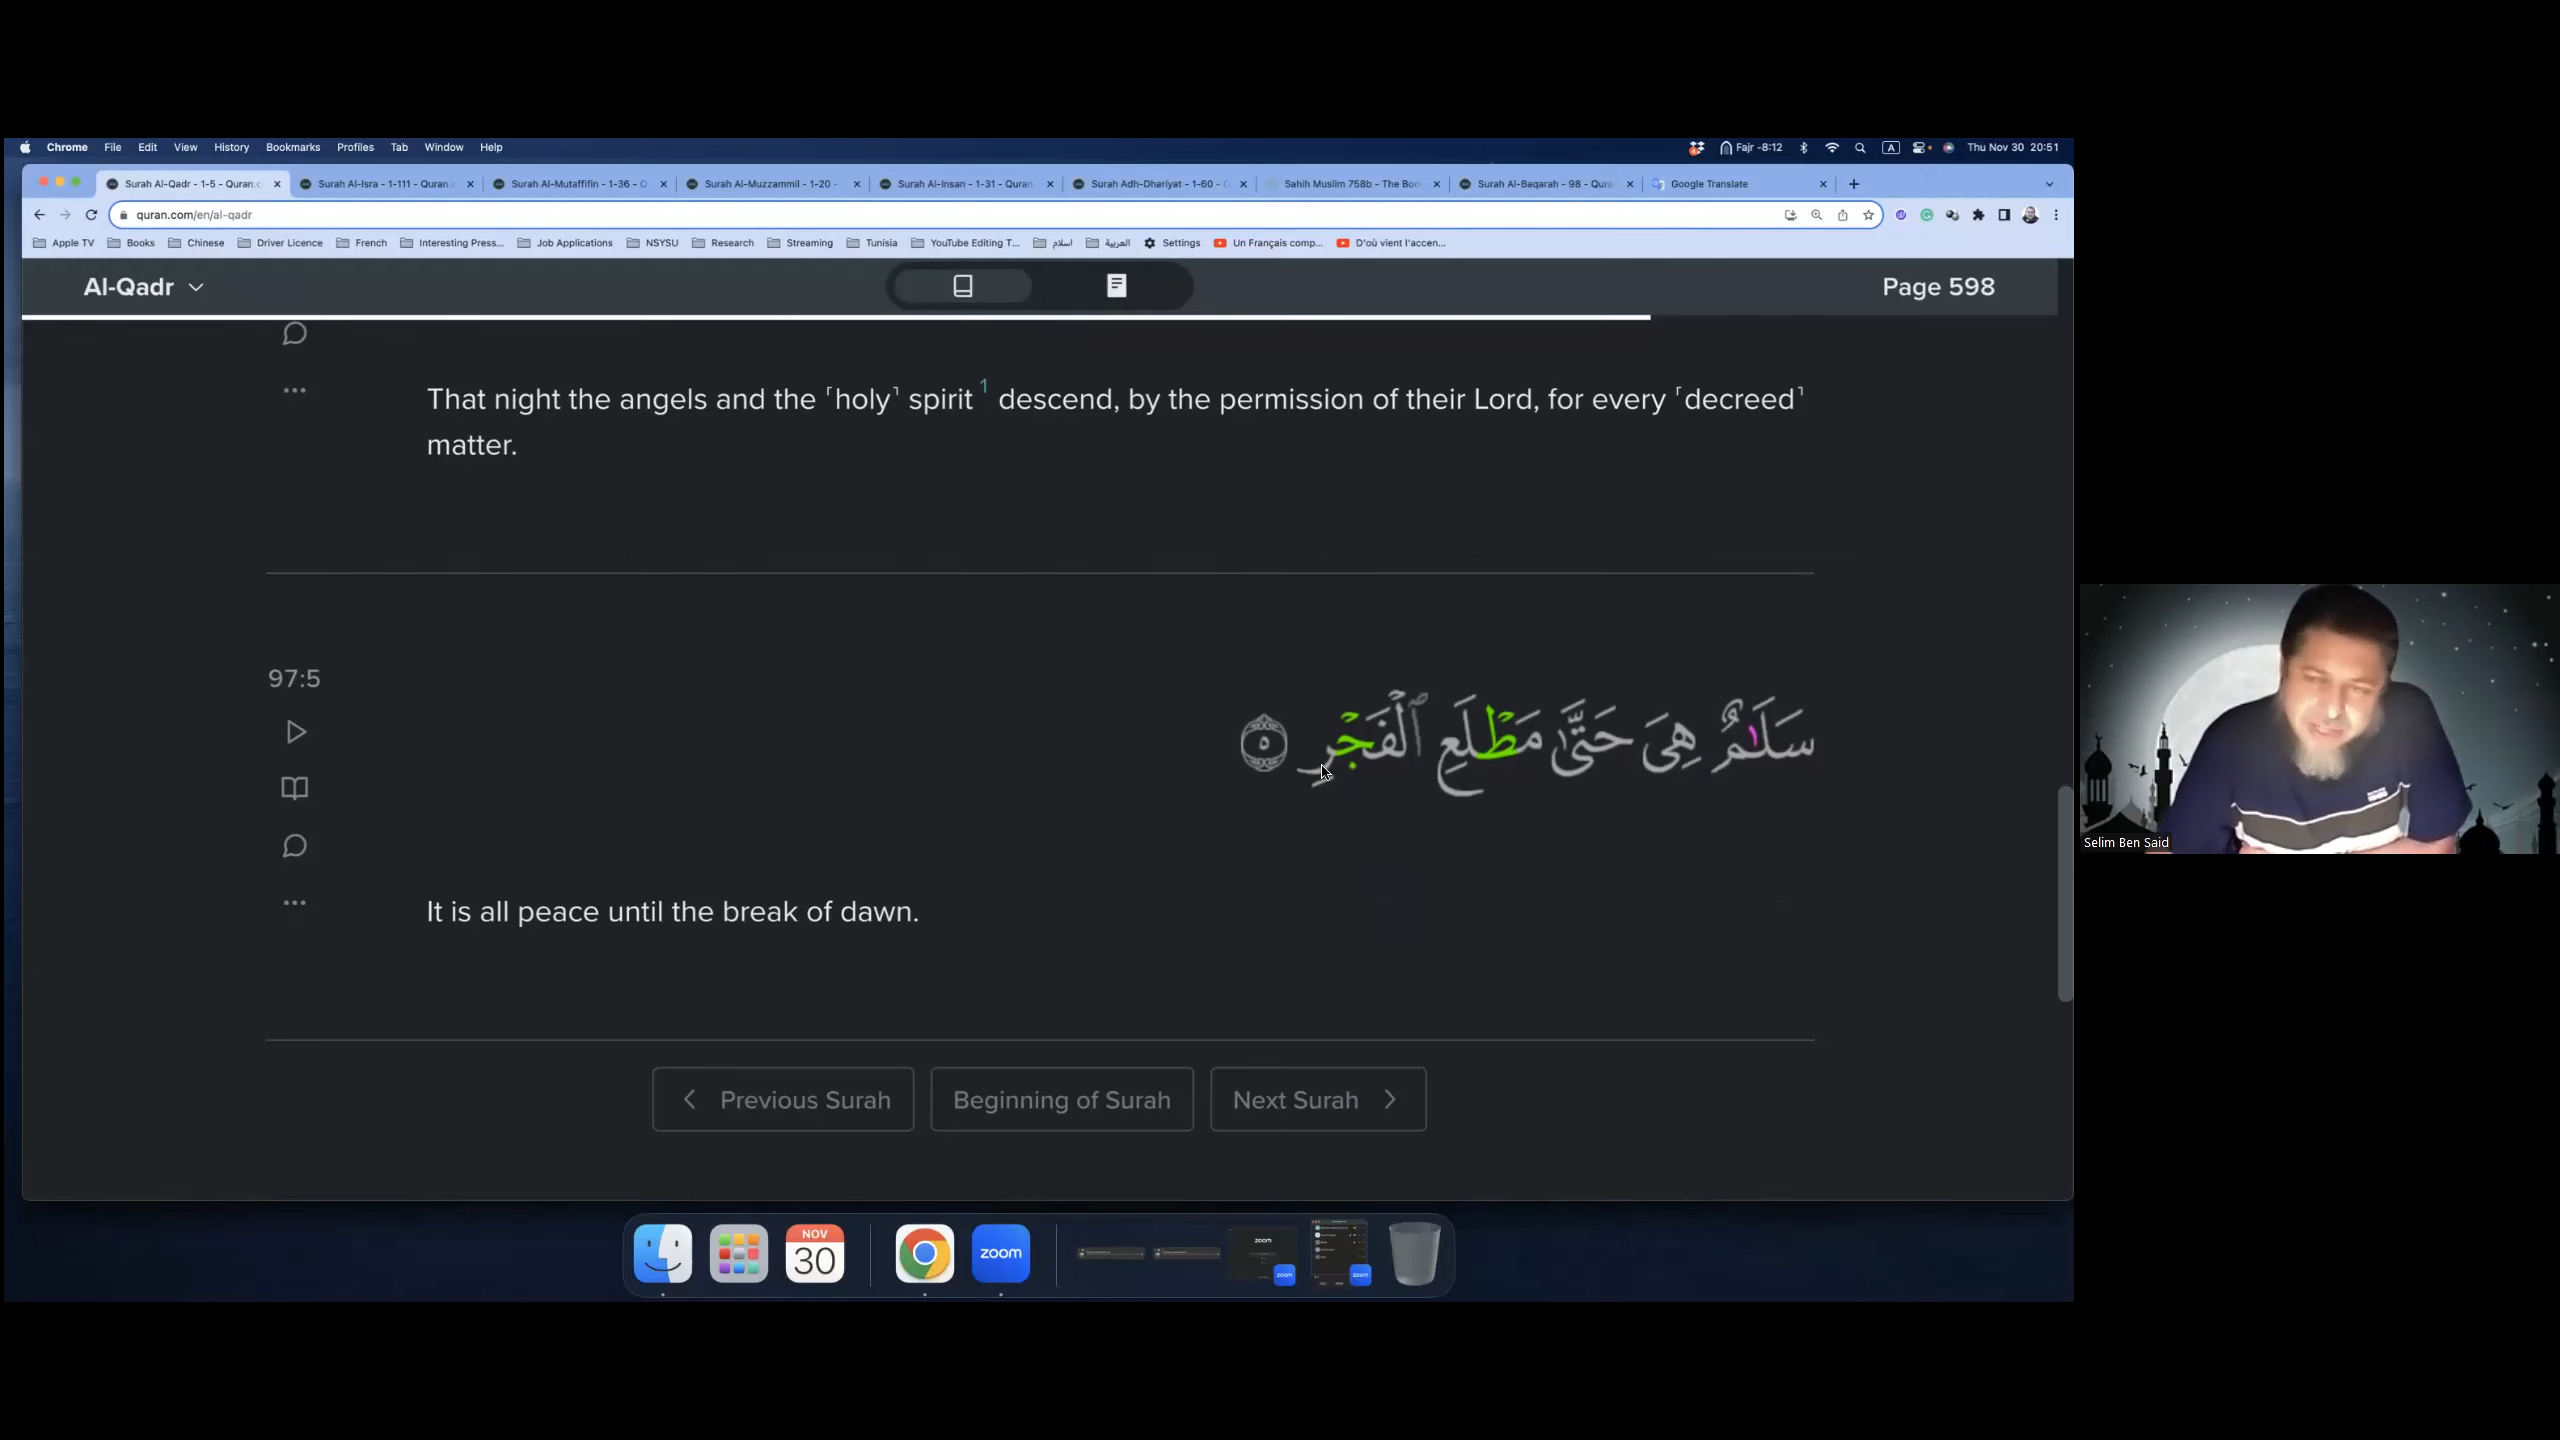 Chrome File Edit View History Bookmarks Profiles Tab Window Help Fajr -8:12 A Thu Nov 30 20:51
Surah Al-Qadr - 1-5 - Quran.c Surah Al-Isra - 1-111 - Quran.c Surah Al-Mutaffifin - 1-36 - Q Surah Al-Muzzammil - 1-20 - Surah Al-Insan - 1-31 - Quran Surah Adh-Dhariyat - 1-60 - Q Sahih Muslim 758b - The Boo Surah Al-Baqarah - 98 - Qura Google Translate
quran.com/en/al-qadr
Apple TV Books Chinese Driver Licence French Interesting Press... Job Applications NSYSU Research Streaming Tunisia YouTube Editing T... اسلام العربية Settings Un Français comp... D'où vient l'accen...
Al-Qadr Page 598
That night the angels and the ˹holy˺ spirit 1 descend, by the permission of their Lord, for every ˹decreed˺
matter.
97:5
سَلَـٰمٌ هِىَ حَتَّىٰ مَطْلَعِ ٱلْفَجْرِ ٥
It is all peace until the break of dawn.
Previous Surah Beginning of Surah Next Surah
Selim Ben Said
NOV
30
zoom
zoom
zoom
zoom